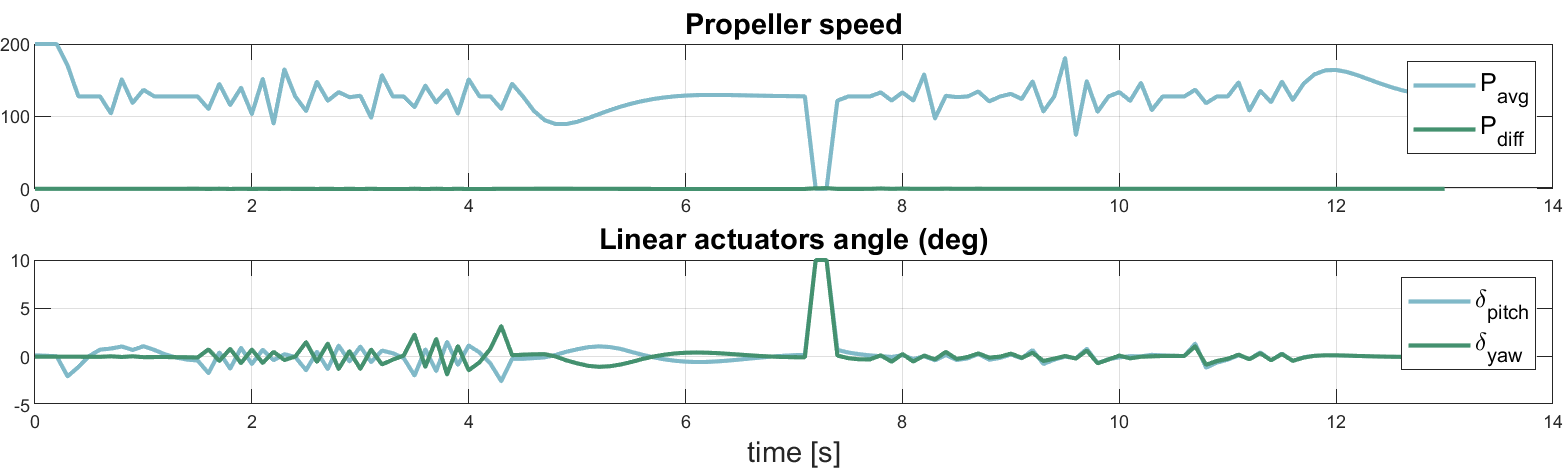 Propeller speed
200
100
0
0 2 4 6 8 10 12 14
P_avg
P_diff
Linear actuators angle (deg)
10
5
0
-5
0 2 4 6 8 10 12 14
δ_pitch
δ_yaw
time [s]